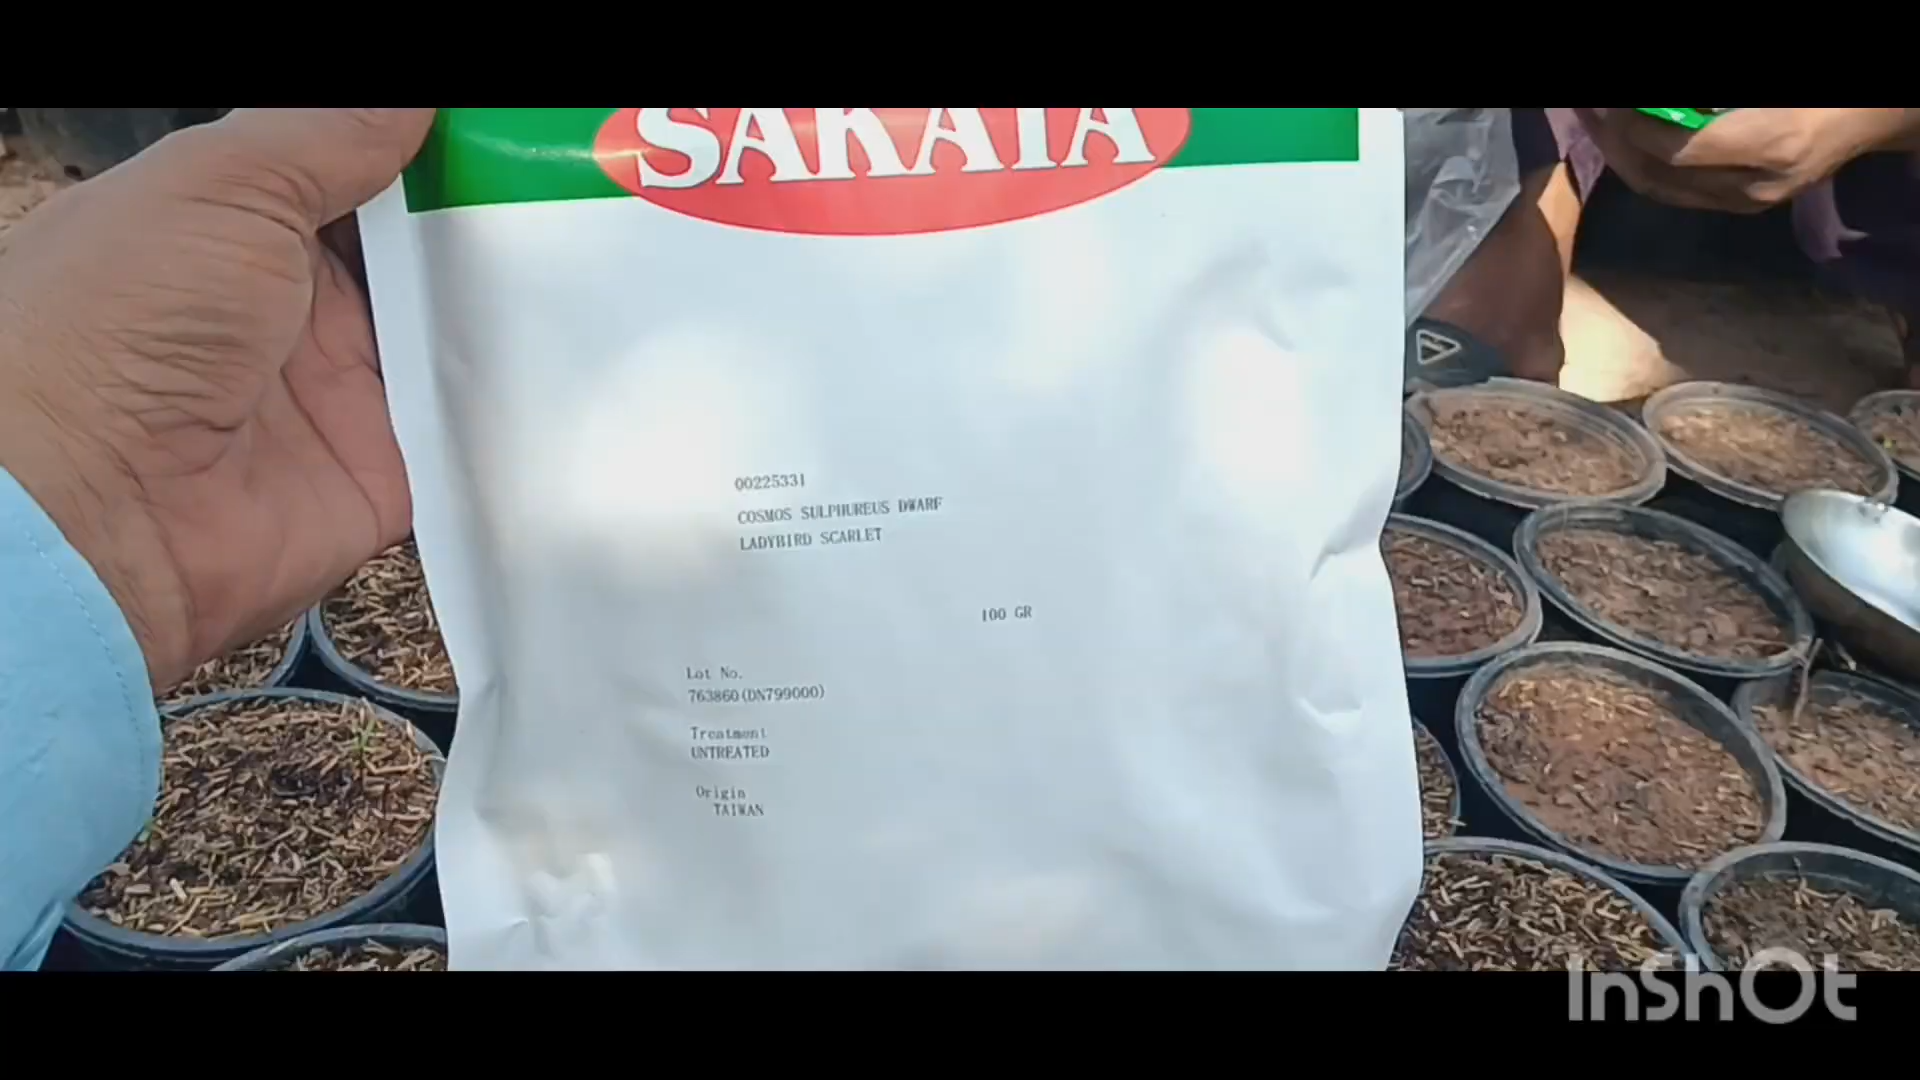 SAKATA
00225331
COSMOS SULPHUREUS DWARF
LADYBIRD SCARLET
100 GR
Lot No.
763860(DN799000)
Treatment
UNTREATED
Origin
TAIWAN
InShOt